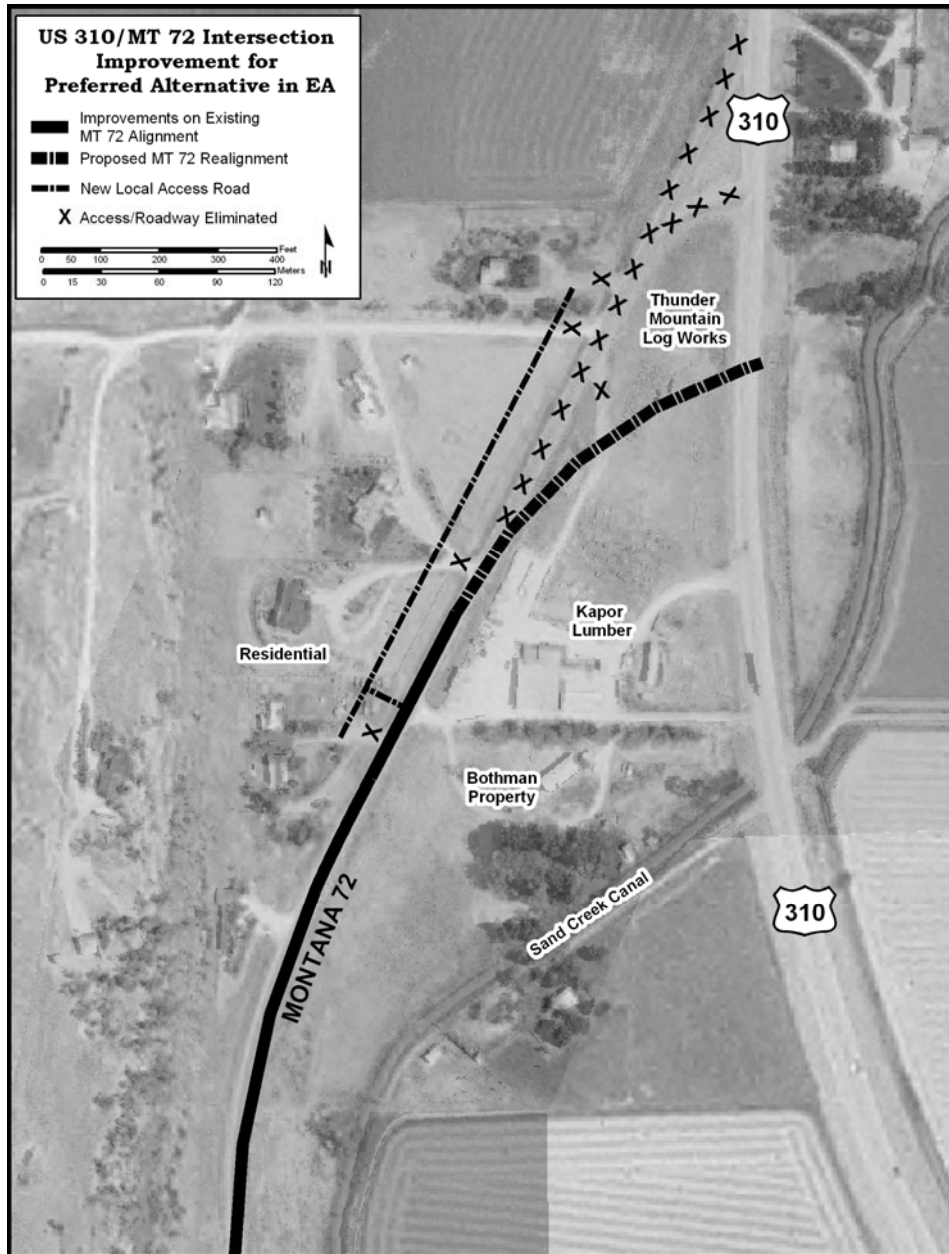 US 310/MT 72 Intersection
Improvement for
Preferred Alternative in EA
Improvements on Existing
MT 72 Alignment
Proposed MT 72 Realignment
New Local Access Road
X Access/Roadway Eliminated
0 50 100 200 300 400 Feet
0 15 30 60 90 120 Meters
N
310
Thunder
Mountain
Log Works
Kapor
Lumber
Residential
Bothman
Property
Sand Creek Canal
310
MONTANA 72